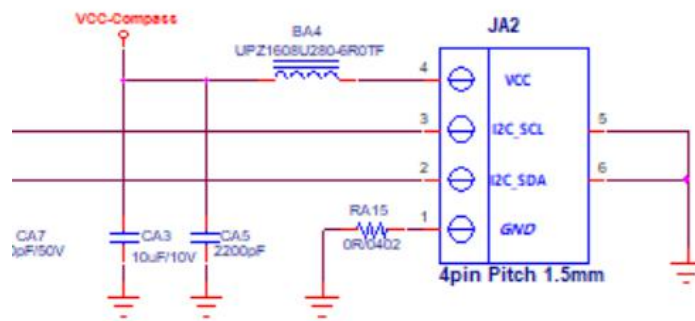 VCC-Compass
BA4
JA2
UPZ1608U280-6R0TF
4
VCC
3
I2C_SCL
5
2
I2C_SDA
6
RA15
1
GND
0R/0402
CA7
0pF/50V
CA3
10uF/10V
CA5
2200pF
4pin Pitch 1.5mm